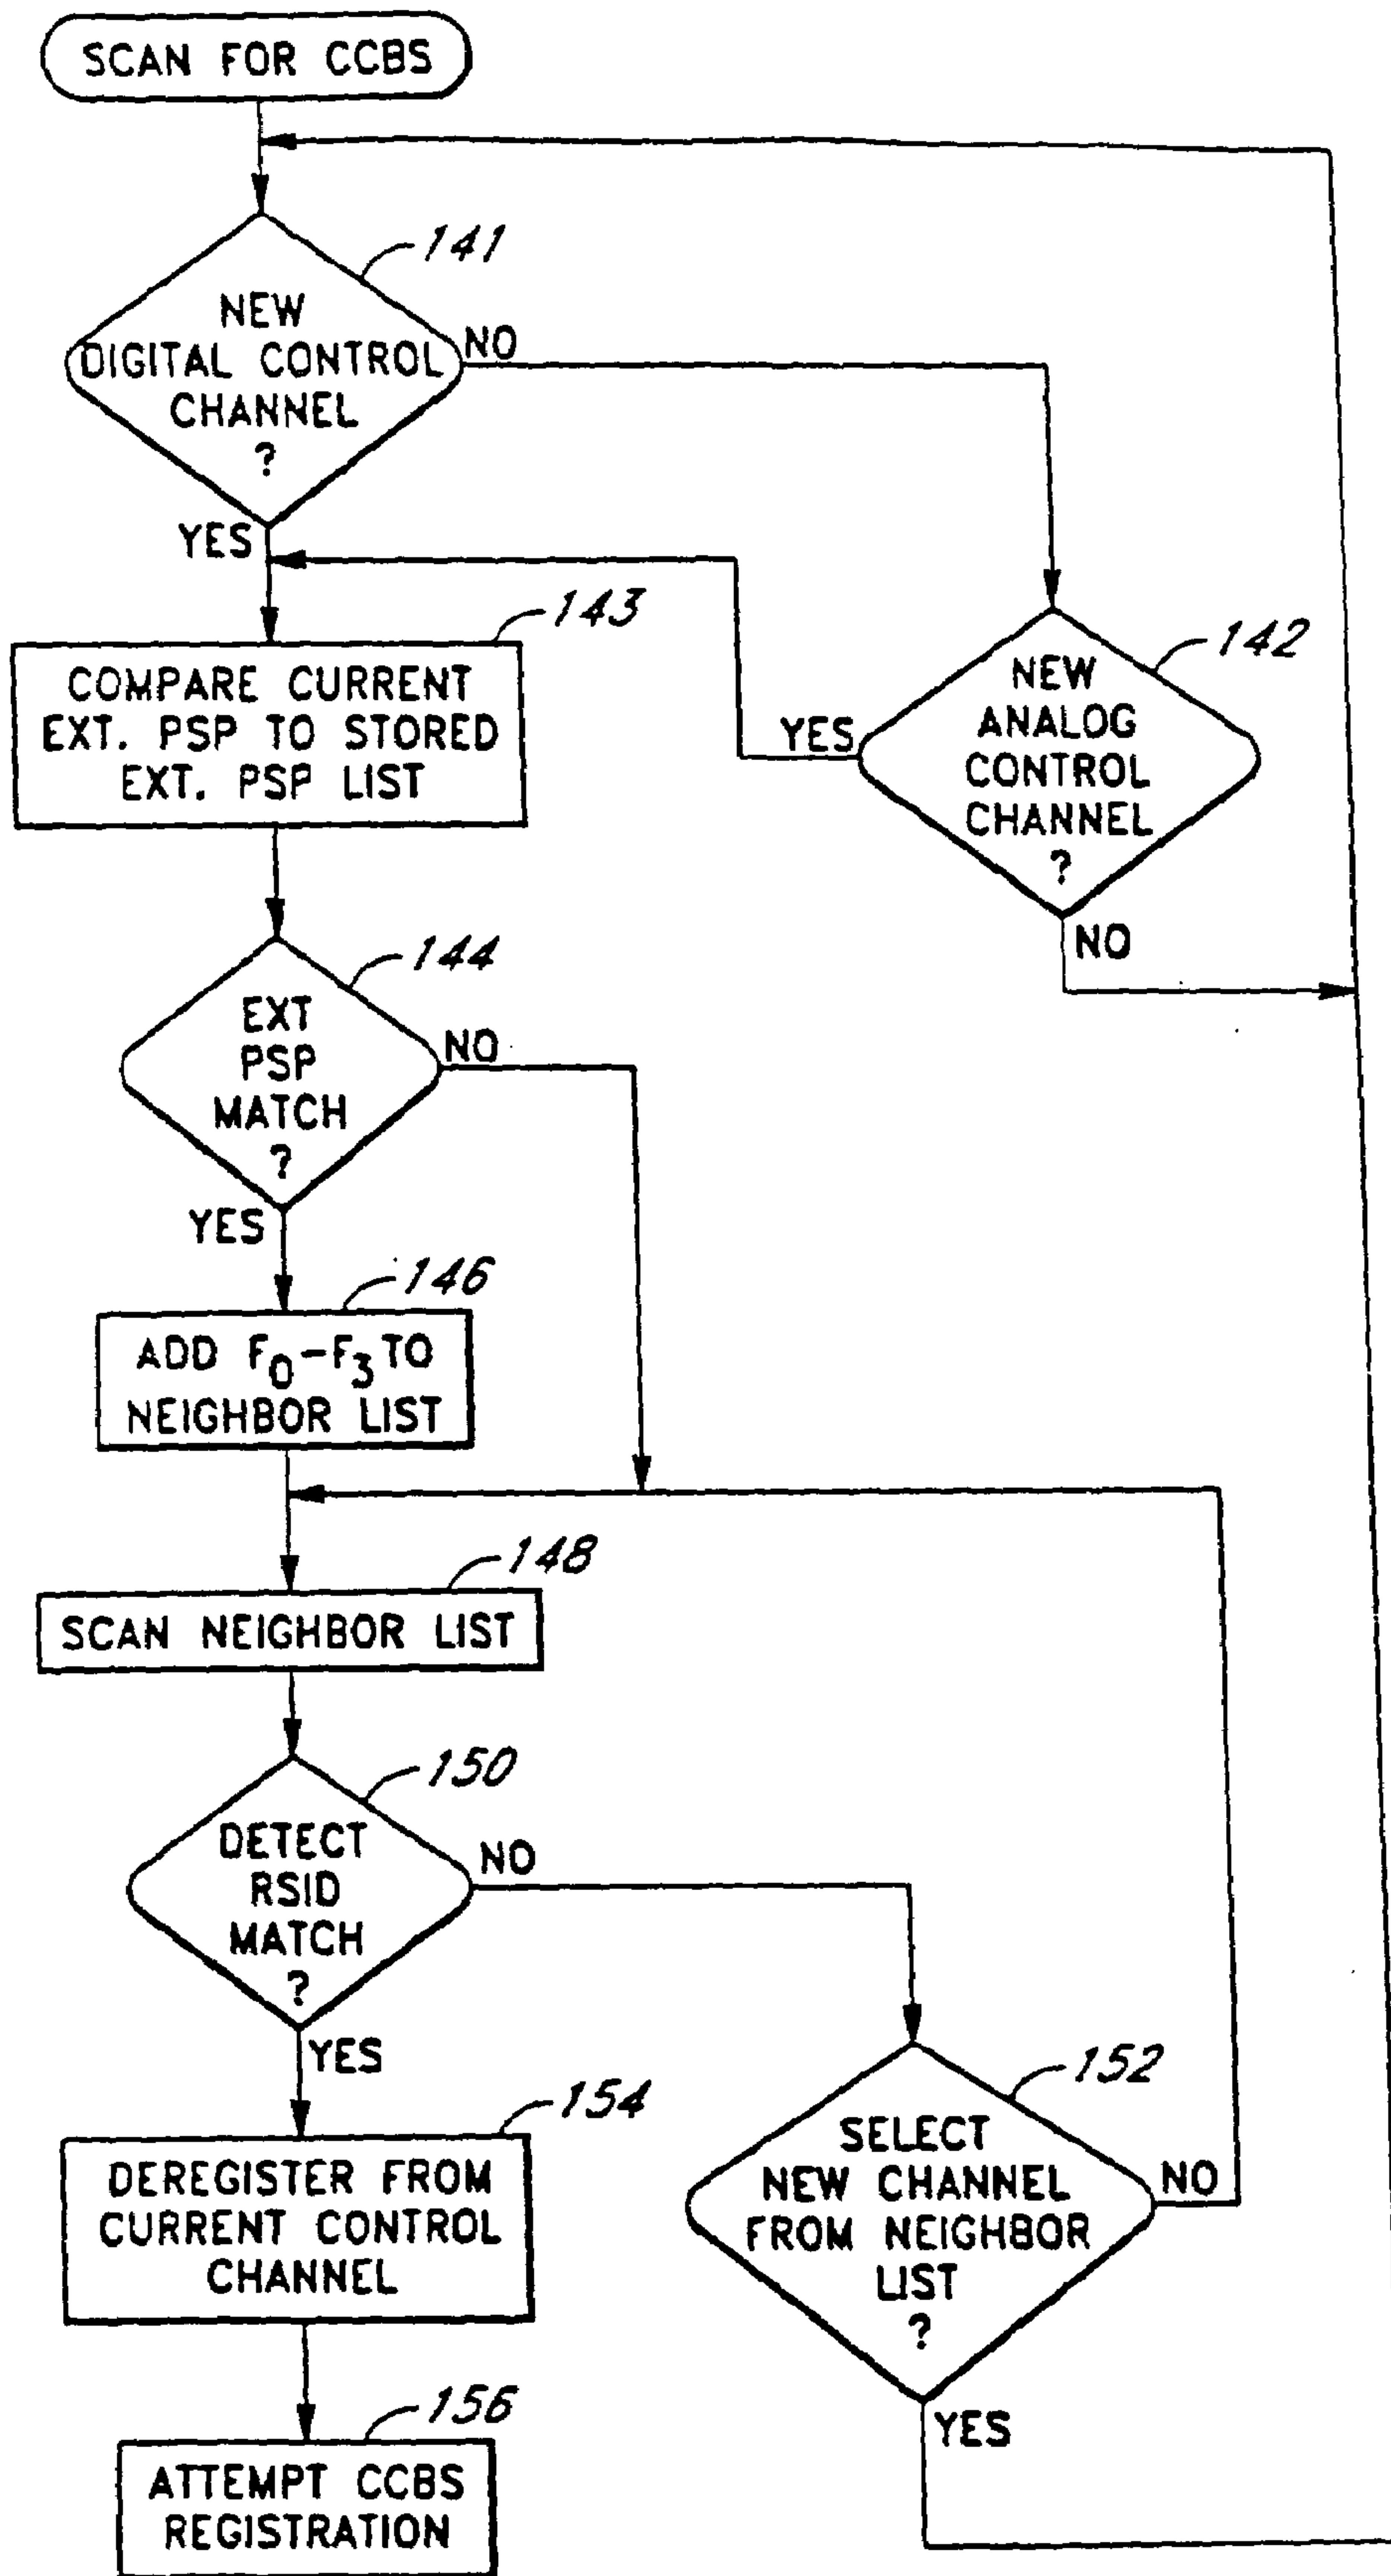 SCAN FOR CCBS
141
NEW
DIGITAL CONTROL
CHANNEL
?
NO
YES
143
COMPARE CURRENT
EXT. PSP TO STORED
EXT. PSP LIST
142
NEW
ANALOG
CONTROL
CHANNEL
?
YES
NO
144
EXT
PSP
MATCH
?
NO
YES
146
ADD F0-F3 TO
NEIGHBOR LIST
148
SCAN NEIGHBOR LIST
150
DETECT
RSID
MATCH
?
NO
YES
152
SELECT
NEW CHANNEL
FROM NEIGHBOR
LIST
?
NO
YES
154
DEREGISTER FROM
CURRENT CONTROL
CHANNEL
156
ATTEMPT CCBS
REGISTRATION